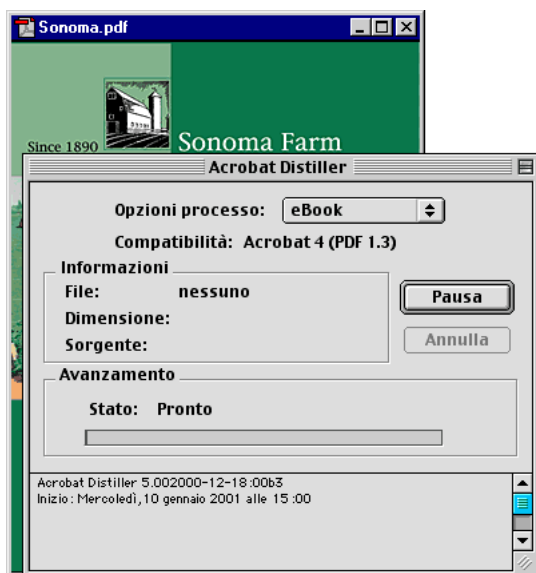 Sonoma.pdf
Since 1890
Sonoma Farm
Acrobat Distiller
Opzioni processo: eBook
Compatibilità: Acrobat 4 (PDF 1.3)
Informazioni
File: nessuno
Dimensione:
Sorgente:
Pausa
Annulla
Avanzamento
Stato: Pronto
Acrobat Distiller 5.002000-12-18:00b3
Inizio: Mercoledì, 10 gennaio 2001 alle 15:00